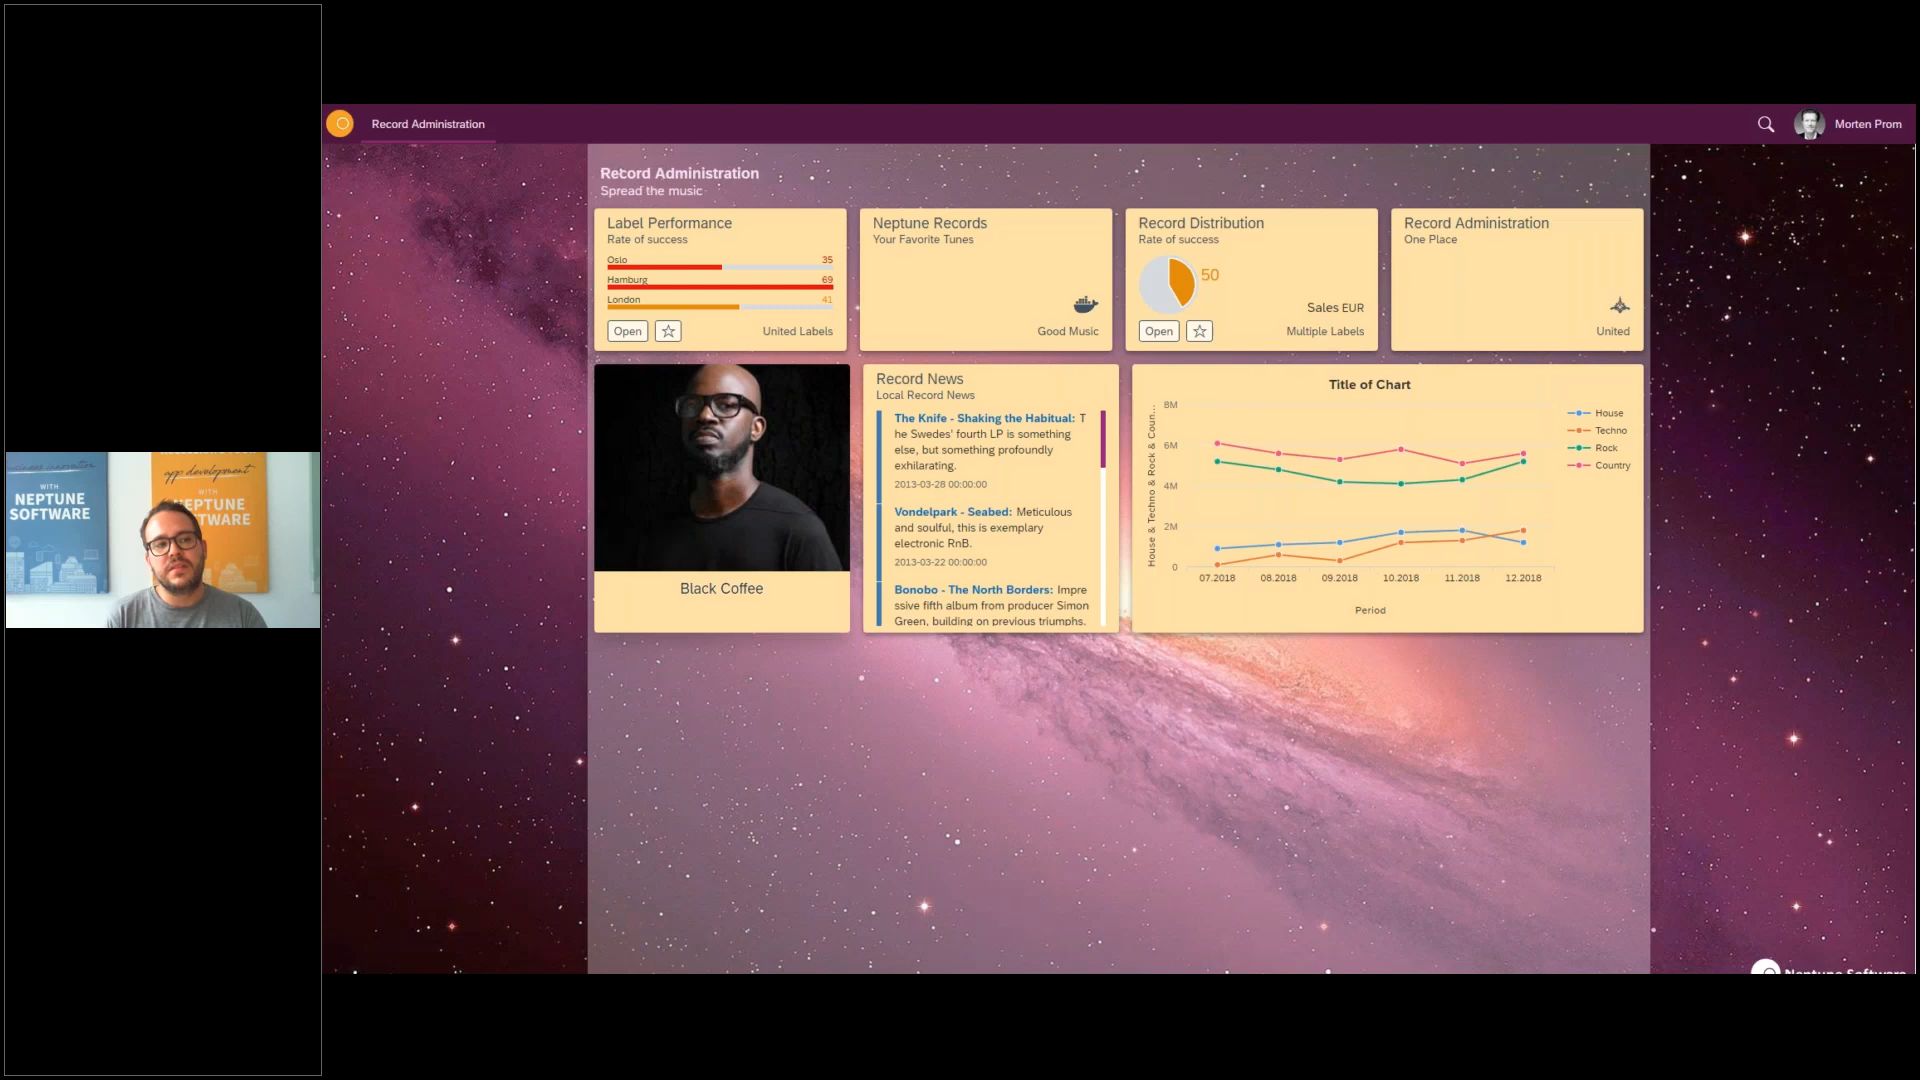 Record Administration
Morten Prom
Record Administration
Spread the music
Label Performance
Rate of success
Oslo 35
Hamburg 69
London 41
Open
United Labels
Neptune Records
Your Favorite Tunes
Good Music
Record Distribution
Rate of success
50
Sales EUR
Open
Multiple Labels
Record Administration
One Place
United
Black Coffee
Record News
Local Record News
The Knife - Shaking the Habitual: T
he Swedes' fourth LP is something
else, but something profoundly
exhilarating.
2013-03-28 00:00:00
Vondelpark - Seabed: Meticulous
and soulful, this is exemplary
electronic RnB.
2013-03-22 00:00:00
Bonobo - The North Borders: Impre
ssive fifth album from producer Simon
Green, building on previous triumphs.
Title of Chart
House & Techno & Rock & Coun...
8M
6M
4M
2M
0
07.2018 08.2018 09.2018 10.2018 11.2018 12.2018
Period
House
Techno
Rock
Country
WITH
NEPTUNE
SOFTWARE
app development
WITH
NEPTUNE
TWARE
Neptune Software